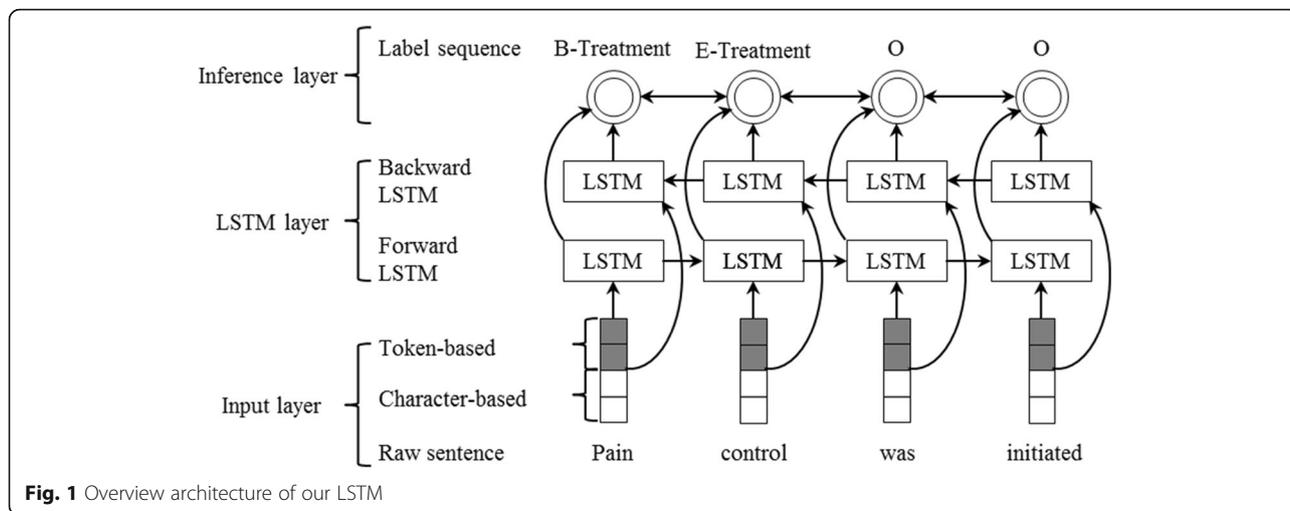 Label sequence B-Treatment E-Treatment O O
Inference layer
Backward LSTM
LSTM LSTM LSTM LSTM
LSTM layer
Forward LSTM
LSTM LSTM LSTM LSTM
Token-based
Input layer
Character-based
Raw sentence Pain control was initiated
Fig. 1 Overview architecture of our LSTM